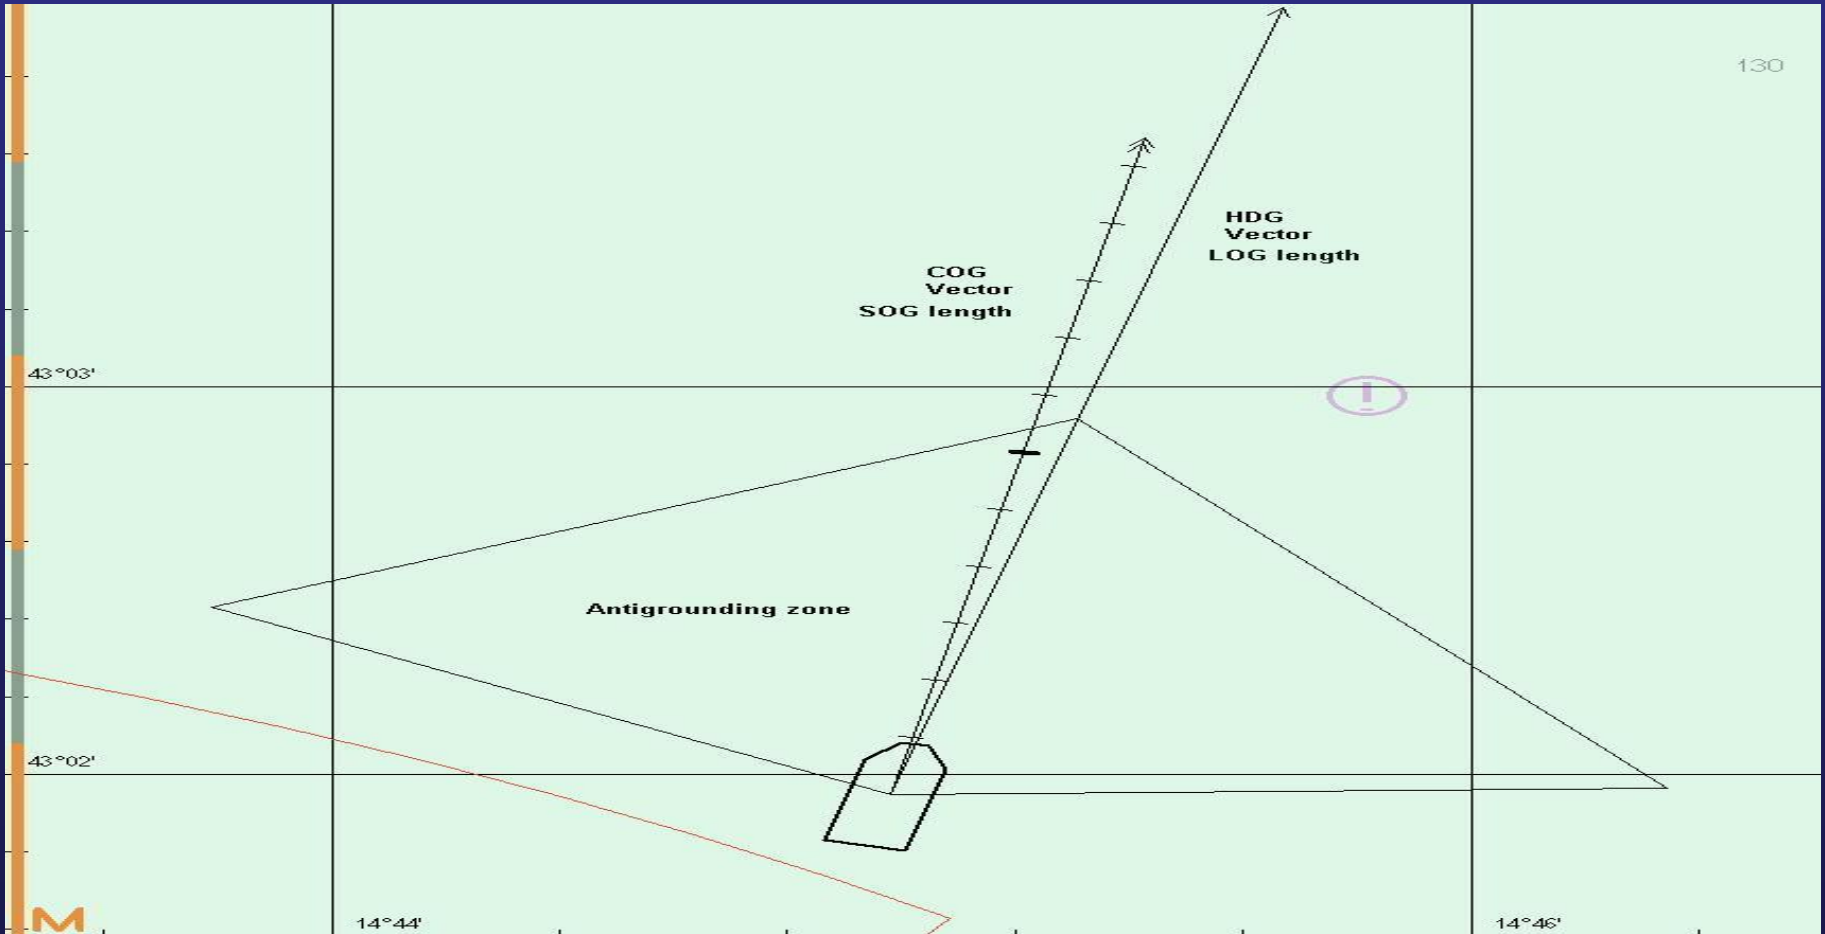 130
HDG
Vector
LOG length
COG
Vector
SOG length
43°03'
Antigrounding zone
43°02'
M
14°44'
14°46'